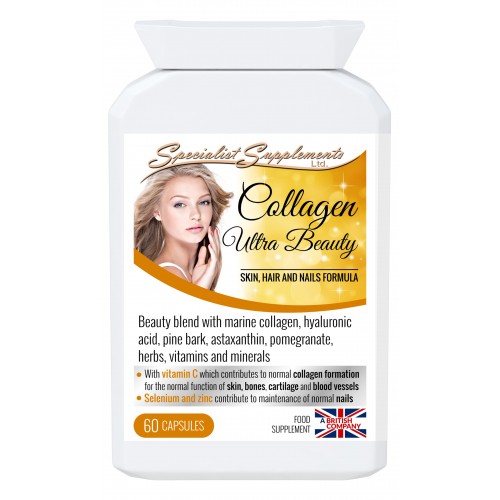 Specialist Supplements
Ltd.
Collagen
Ultra Beauty
SKIN, HAIR AND NAILS FORMULA
Beauty blend with marine collagen, hyaluronic
acid, pine bark, astaxanthin, pomegranate,
herbs, vitamins and minerals
• With vitamin C which contributes to normal collagen formation
for the normal function of skin, bones, cartilage and blood vessels
• Selenium and zinc contribute to maintenance of normal nails
60 CAPSULES
FOOD
SUPPLEMENT
A
BRITISH
COMPANY